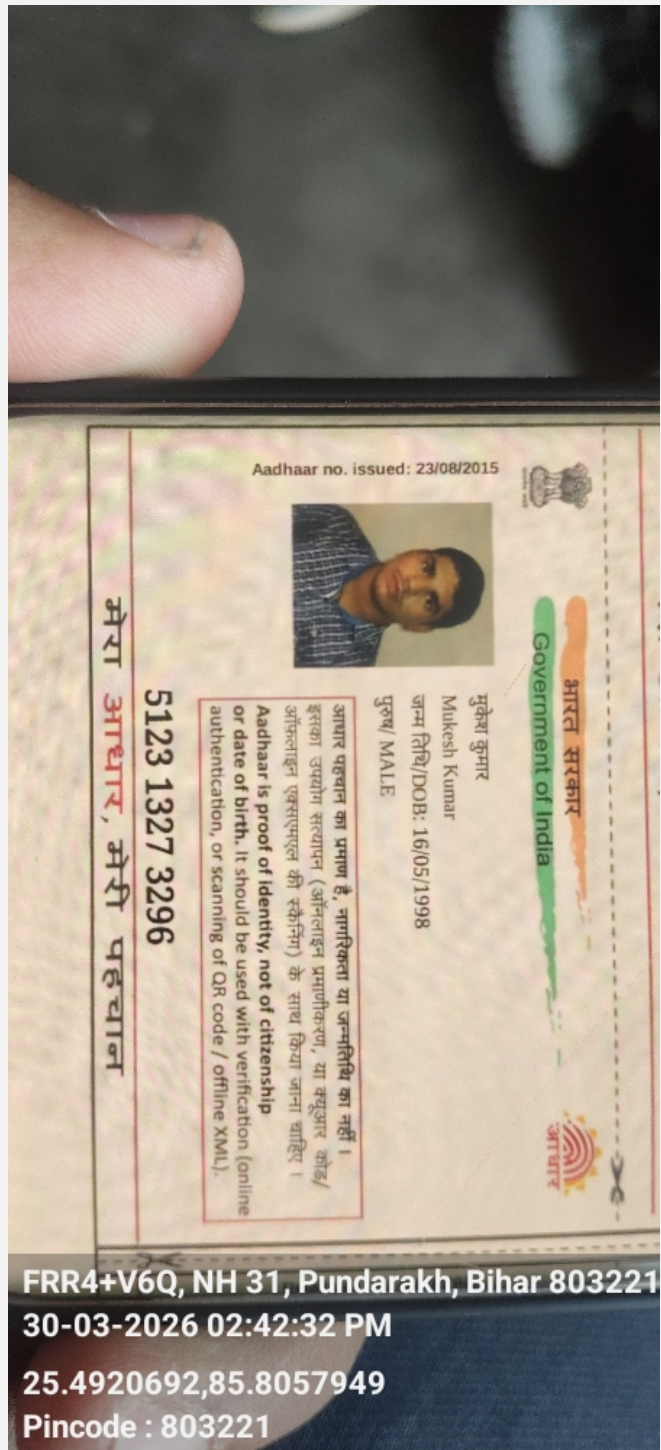 भारत सरकार
Government of India
Aadhaar no. issued: 23/08/2015
मुकेश कुमार
Mukesh Kumar
जन्म तिथि/DOB: 16/05/1998
पुरुष/ MALE
आधार पहचान का प्रमाण है, नागरिकता या जन्मतिथि का नहीं।
इसका उपयोग सत्यापन (ऑनलाइन प्रमाणीकरण, या क्यूआर कोड/
ऑफलाइन एक्सएमएल की स्कैनिंग) के साथ किया जाना चाहिए।
Aadhaar is proof of identity, not of citizenship
or date of birth. It should be used with verification (online
authentication, or scanning of QR code / offline XML).
5123 1327 3296
मेरा आधार, मेरी पहचान
आधार
FRR4+V6Q, NH 31, Pundarakh, Bihar 803221
30-03-2026 02:42:32 PM
25.4920692,85.8057949
Pincode : 803221